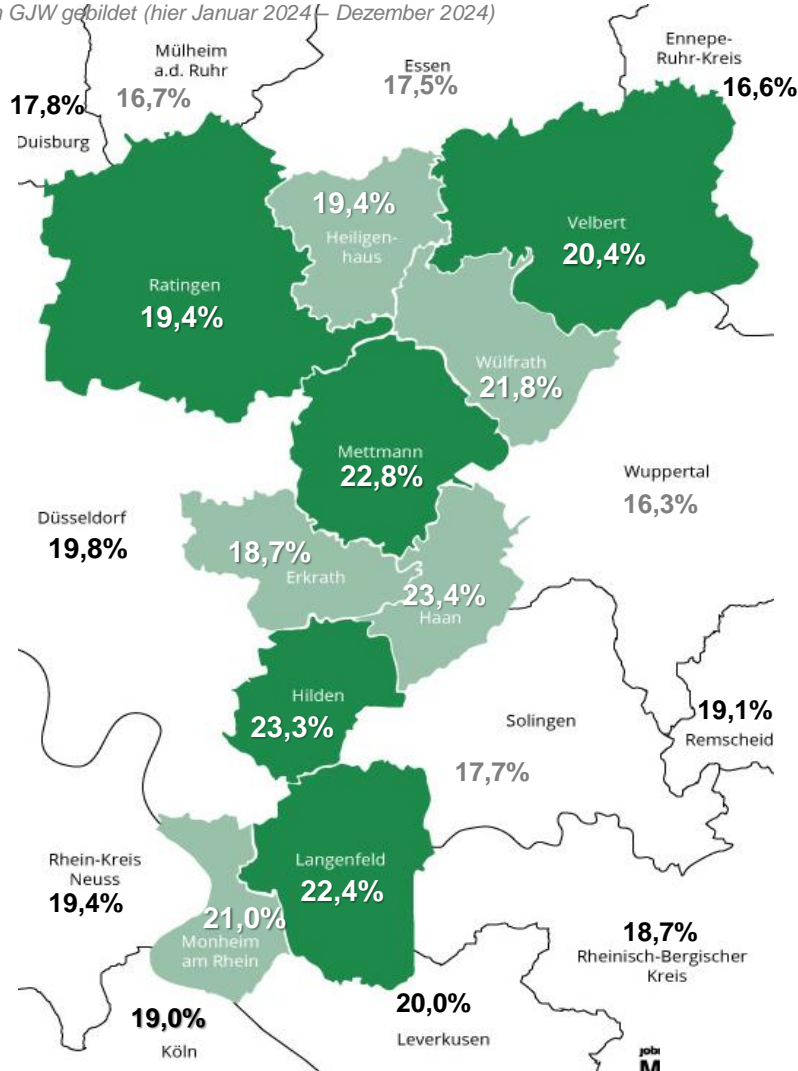 GJW gebildet (hier Januar 2024 – Dezember 2024)
Mülheim
a.d. Ruhr
16,7%
Essen
17,5%
Ennepe-
Ruhr-Kreis
16,6%
17,8%
Duisburg
19,4%
Heiligen-
haus
Velbert
20,4%
Ratingen
19,4%
Wülfrath
21,8%
Mettmann
22,8%
Wuppertal
16,3%
Düsseldorf
19,8%
18,7%
Erkrath
23,4%
Haan
Hilden
23,3%
Solingen
17,7%
19,1%
Remscheid
Rhein-Kreis
Neuss
19,4%
Langenfeld
22,4%
21,0%
Monheim
am Rhein
18,7%
Rheinisch-Bergischer
Kreis
19,0%
Köln
20,0%
Leverkusen